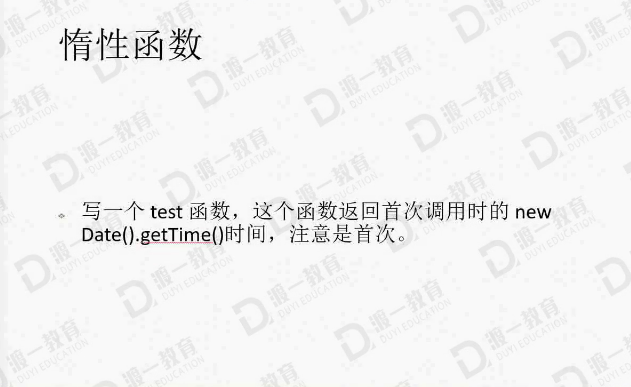 惰性函数
写一个 test 函数，这个函数返回首次调用时的 new
Date().getTime()时间，注意是首次。
渡一教育
DUYI EDUCATION